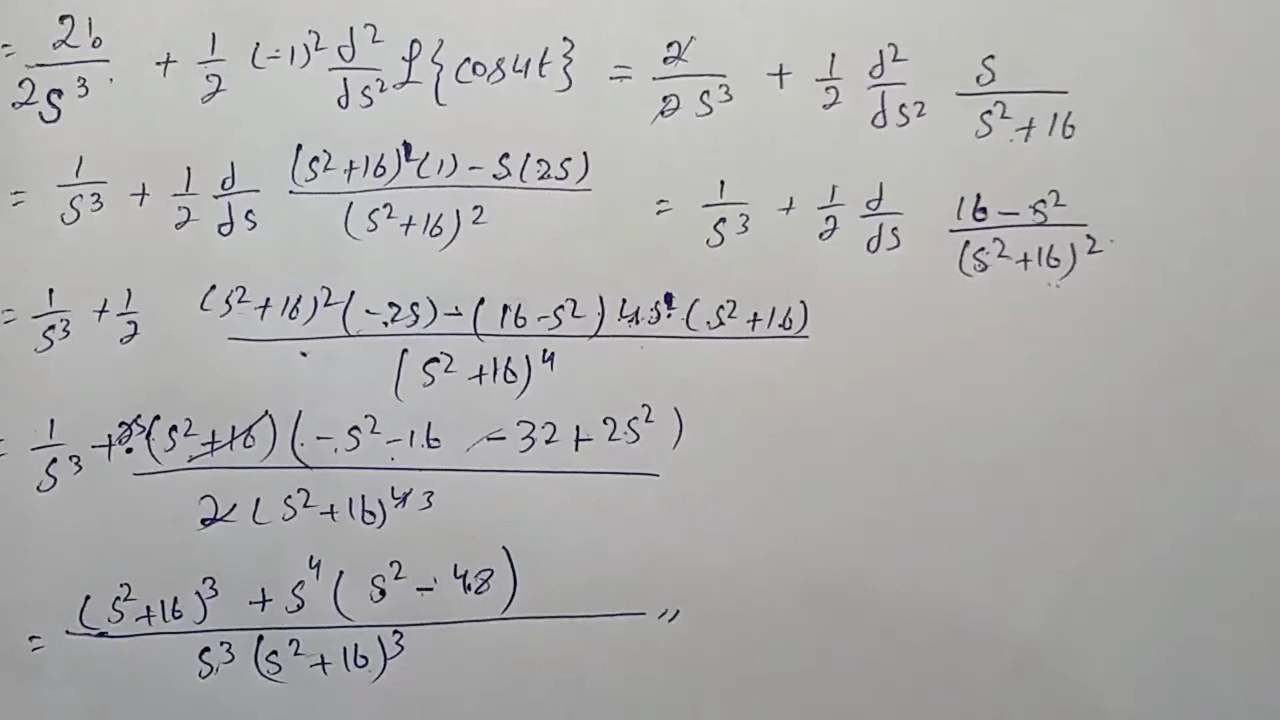 = 2!/2s³ + 1/2 (-1)² d²/ds² ℒ{cos4t} = 2/2s³ + 1/2 d²/ds² s/s²+16
= 1/s³ + 1/2 d/ds (s²+16)(1) - s(2s)/(s²+16)² = 1/s³ + 1/2 d/ds 16-s²/(s²+16)²
= 1/s³ + 1/2 (s²+16)²(-2s) - (16-s²)4s(s²+16)/(s²+16)⁴
= 1/s³ + 2s(s²+16)(-s²-16-32+2s²)/2(s²+16)⁴ 3
= (s²+16)³ + s⁴(s²-48)/s³(s²+16)³ ,,